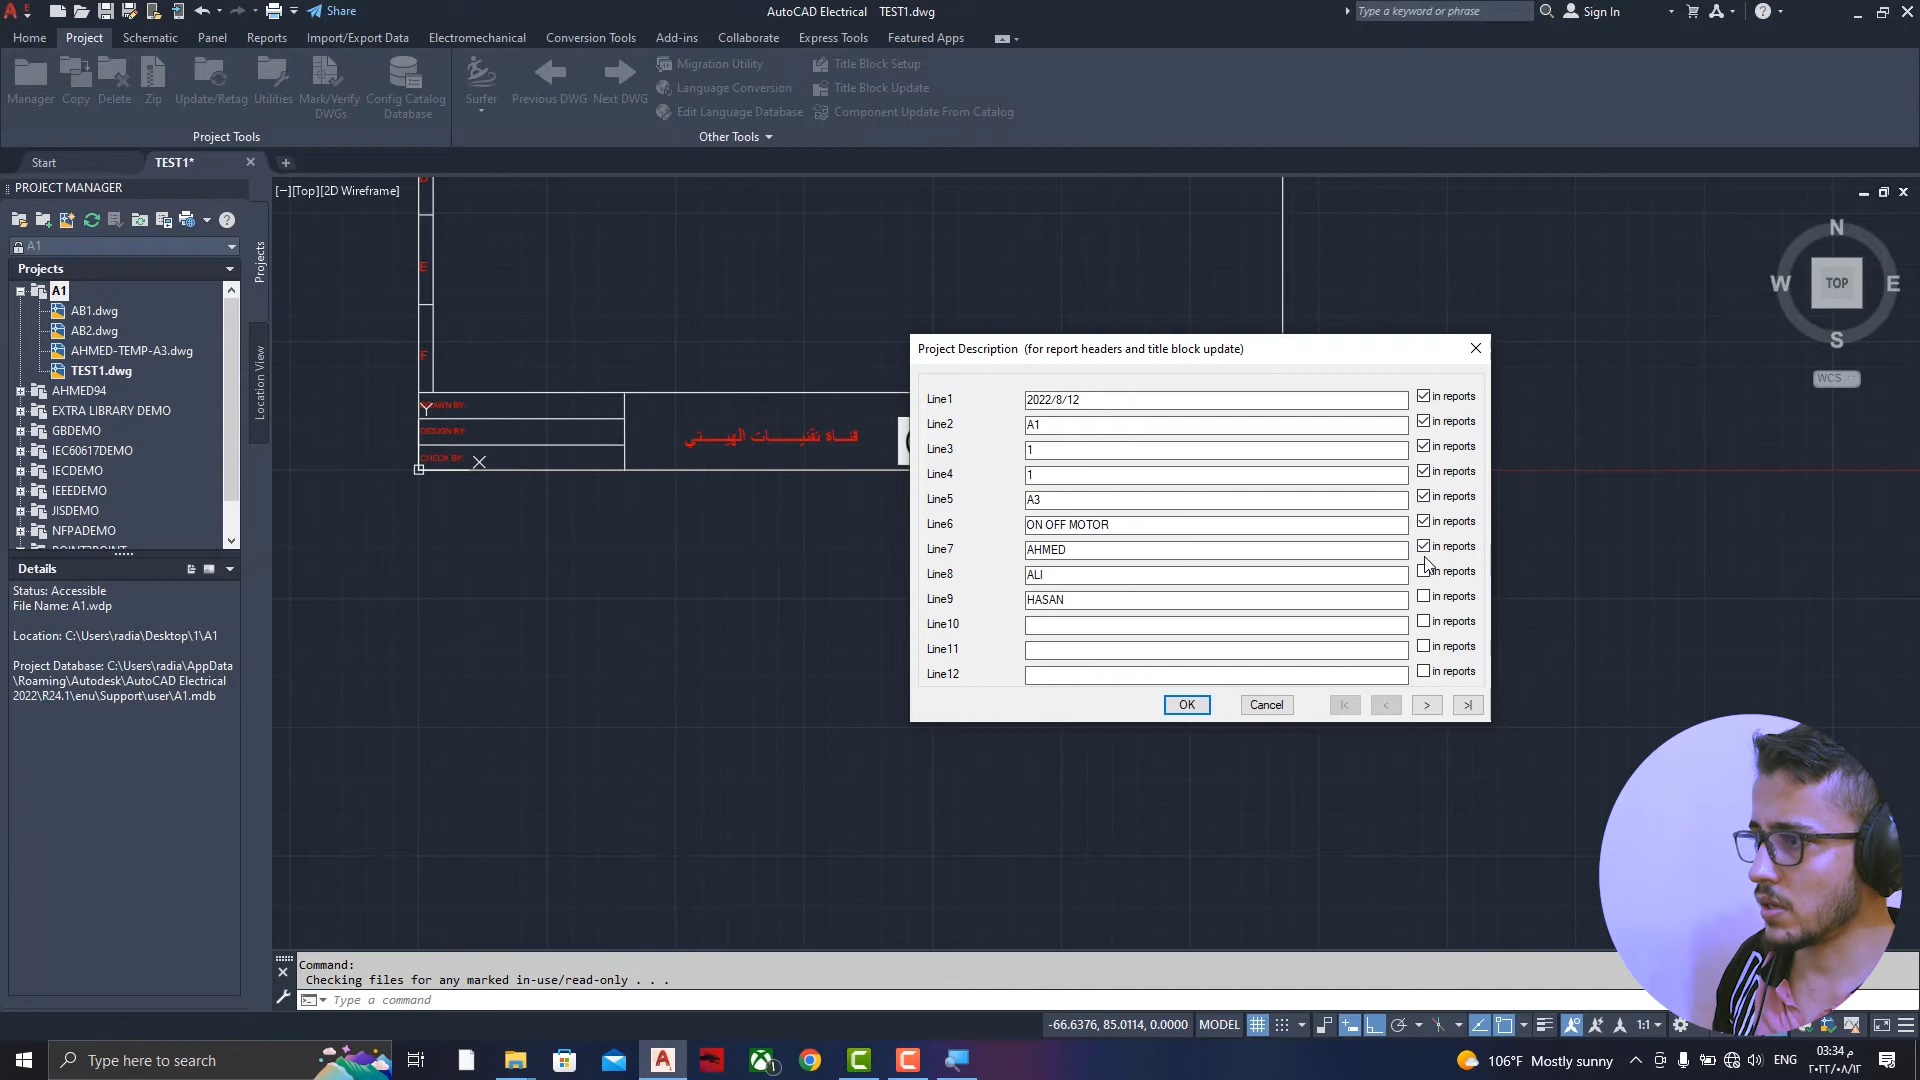 Share
AutoCAD Electrical TEST1.dwg
Type a keyword or phrase
Sign In
Home Project Schematic Panel Reports Import/Export Data Electromechanical Conversion Tools Add-ins Collaborate Express Tools Featured Apps
Manager Copy Delete Zip Update/Retag Utilities Mark/Verify DWGs Config Catalog Database
Surfer Previous DWG Next DWG
Migration Utility
Language Conversion
Edit Language Database
Title Block Setup
Title Block Update
Component Update From Catalog
Project Tools
Other Tools
Start TEST1*
PROJECT MANAGER
A1
Projects
A1
AB1.dwg
AB2.dwg
AHMED-TEMP-A3.dwg
TEST1.dwg
AHMED94
EXTRA LIBRARY DEMO
GBDEMO
IEC60617DEMO
IECDEMO
IEEEDEMO
JISDEMO
NFPADEMO
POINT2POINT
Projects
Location View
Details
Status: Accessible
File Name: A1.wdp
Location: C:\Users\radia\Desktop\1\A1
Project Database: C:\Users\radia\AppData
\Roaming\Autodesk\AutoCAD Electrical
2022\R24.1\enu\Support\user\A1.mdb
[−][Top][2D Wireframe]
D
E
F
DESIGN BY
CHECK BY:
Y
X
قناة تقنيات الهيتي
N
W TOP E
S
WCS
Project Description (for report headers and title block update)
Line1 2022/8/12 in reports
Line2 A1 in reports
Line3 1 in reports
Line4 1 in reports
Line5 A3 in reports
Line6 ON OFF MOTOR in reports
Line7 AHMED in reports
Line8 ALI in reports
Line9 HASAN in reports
Line10 in reports
Line11 in reports
Line12 in reports
OK Cancel |< < > >|
Command:
Checking files for any marked in-use/read-only . . .
Type a command
-66.6376, 85.0114, 0.0000 MODEL 1:1
Type here to search
106°F Mostly sunny
ENG
03:34 م
٢٠٢٢/٠٨/١٢